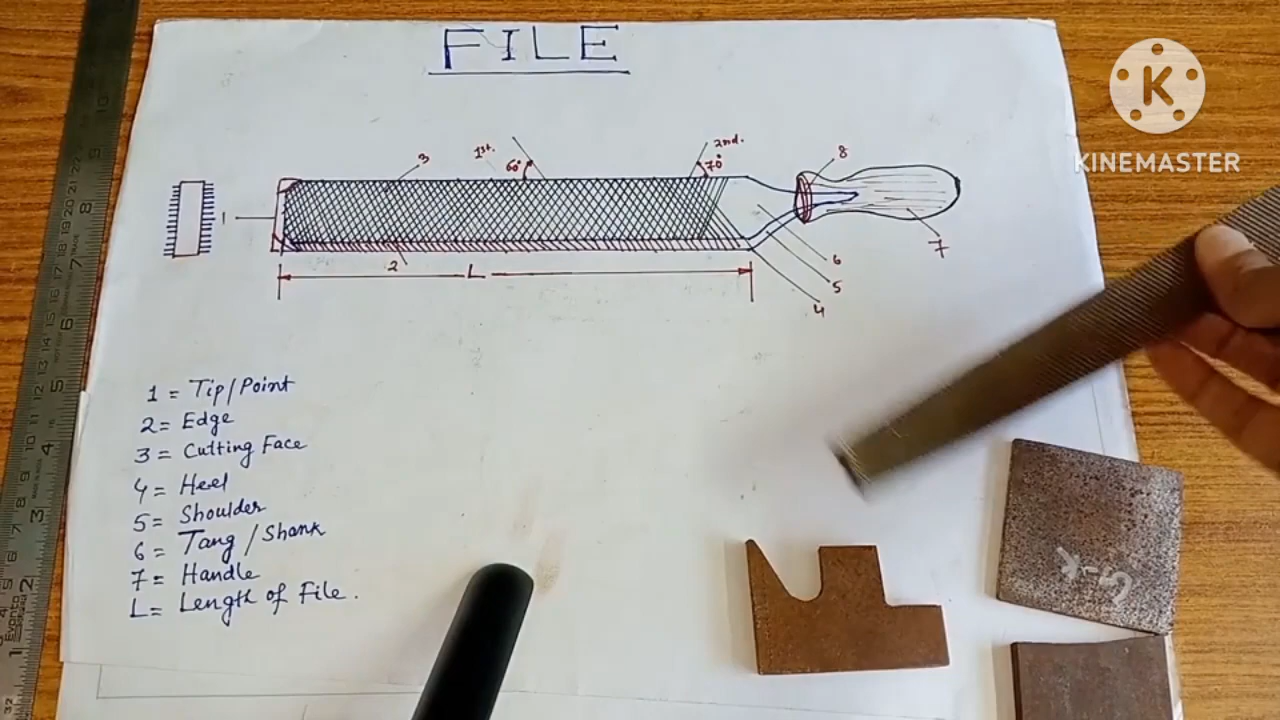 FILE
K
KINEMASTER
1st.
60°
2nd.
70°
3
8
1
2
L
6
5
4
7
1 = Tip/Point
2 = Edge
3 = Cutting Face
4 = Heel
5 = Shoulder
6 = Tang / Shank
7 = Handle
L = Length of File.
G-K